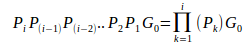 P_i P_(i−1) P_(i−2) .. P_2 P_1 G_0 = ∏_{k=1}^{i} (P_k) G_0